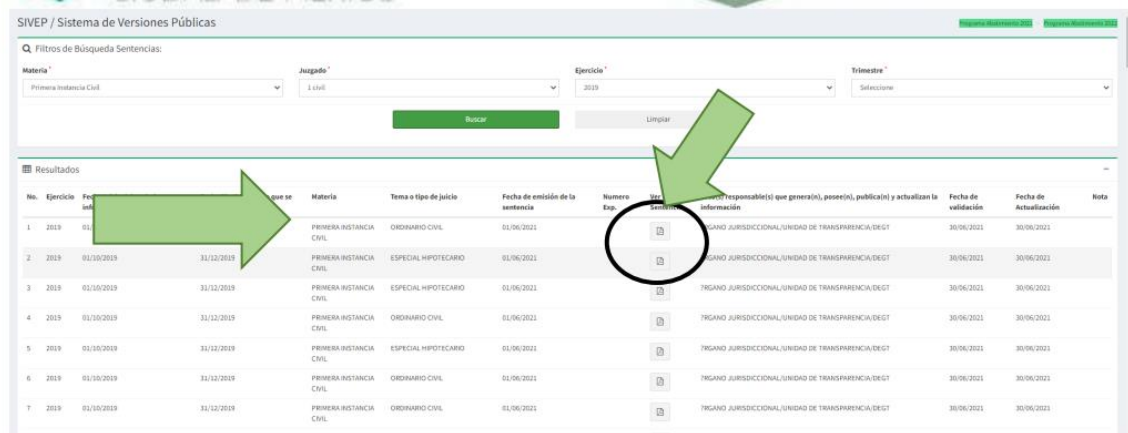 SIVEP / Sistema de Versiones Públicas
Programa Abatimiento 2021 Programa Abatimiento 2022
Filtros de Búsqueda Sentencias:
Materia * Juzgado * Ejercicio * Trimestre *
Primera Instancia Civil 1 civil 2019 Seleccione
Buscar Limpiar
Resultados
No. Ejercicio que se Materia Tema o tipo de juicio Fecha de emisión de la Numero Ver responsable(s) que genera(n), posee(n), publica(n) y actualizan la Fecha de Fecha de Nota
sentencia Exp. información validación Actualización
1 2019 PRIMERA INSTANCIA ORDINARIO CIVIL 01/06/2021 ?RGANO JURISDICCIONAL/UNIDAD DE TRANSPARENCIA/DEGT 30/06/2021 30/06/2021
CIVIL
2 2019 01/10/2019 31/12/2019 PRIMERA INSTANCIA ESPECIAL HIPOTECARIO 01/06/2021 ?RGANO JURISDICCIONAL/UNIDAD DE TRANSPARENCIA/DEGT 30/06/2021 30/06/2021
CIVIL
3 2019 01/10/2019 31/12/2019 PRIMERA INSTANCIA ESPECIAL HIPOTECARIO 01/06/2021 ?RGANO JURISDICCIONAL/UNIDAD DE TRANSPARENCIA/DEGT 30/06/2021 30/06/2021
CIVIL
4 2019 01/10/2019 31/12/2019 PRIMERA INSTANCIA ORDINARIO CIVIL 01/06/2021 ?RGANO JURISDICCIONAL/UNIDAD DE TRANSPARENCIA/DEGT 30/06/2021 30/06/2021
CIVIL
5 2019 01/10/2019 31/12/2019 PRIMERA INSTANCIA ESPECIAL HIPOTECARIO 01/06/2021 ?RGANO JURISDICCIONAL/UNIDAD DE TRANSPARENCIA/DEGT 30/06/2021 30/06/2021
CIVIL
6 2019 01/10/2019 31/12/2019 PRIMERA INSTANCIA ORDINARIO CIVIL 01/06/2021 ?RGANO JURISDICCIONAL/UNIDAD DE TRANSPARENCIA/DEGT 30/06/2021 30/06/2021
CIVIL
7 2019 01/10/2019 31/12/2019 PRIMERA INSTANCIA ORDINARIO CIVIL 01/06/2021 ?RGANO JURISDICCIONAL/UNIDAD DE TRANSPARENCIA/DEGT 30/06/2021 30/06/2021
CIVIL